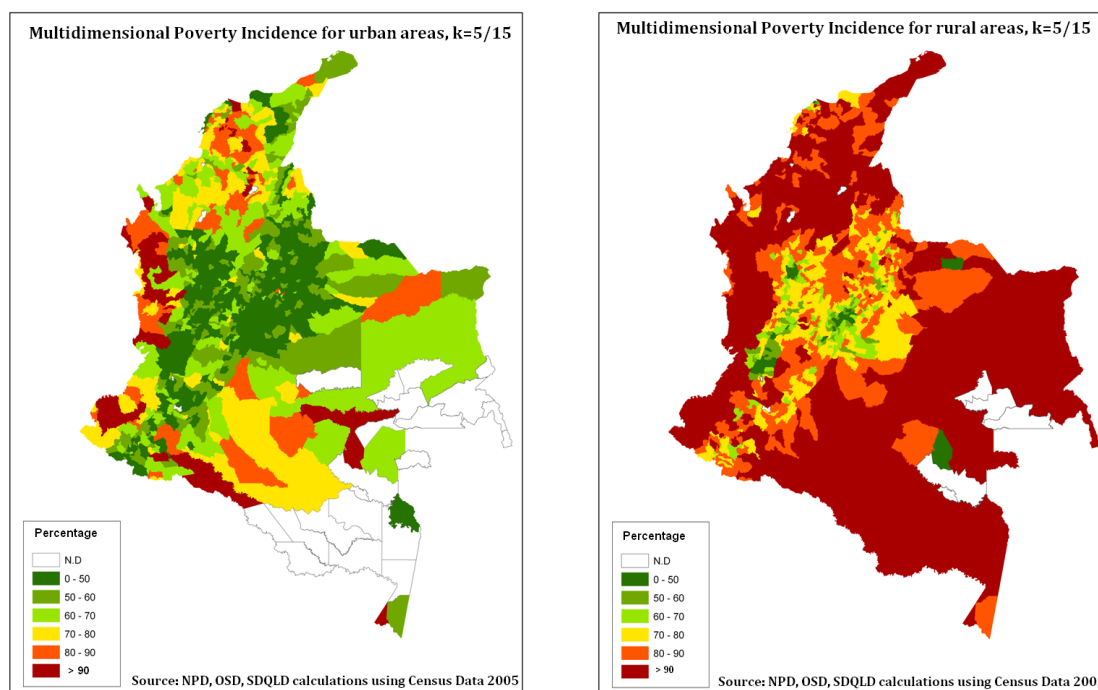 Multidimensional Poverty Incidence for urban areas, k=5/15
Percentage
N.D
0 - 50
50 - 60
60 - 70
70 - 80
80 - 90
> 90
Source: NPD, OSD, SDQLD calculations using Census Data 2005
Multidimensional Poverty Incidence for rural areas, k=5/15
Percentage
N.D
0 - 50
50 - 60
60 - 70
70 - 80
80 - 90
> 90
Source: NPD, OSD, SDQLD calculations using Census Data 200